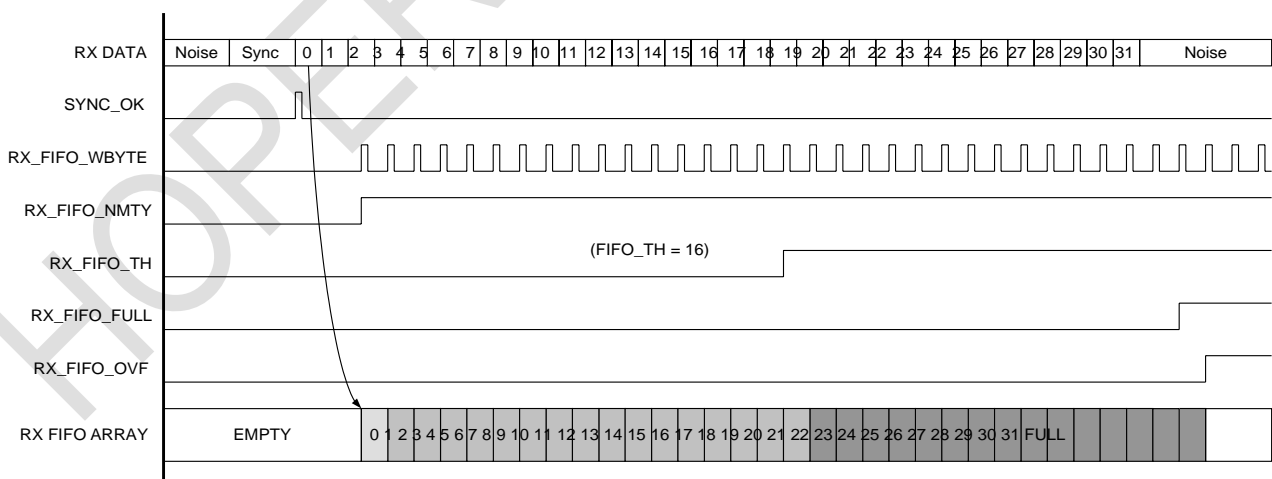 RX DATA Noise Sync 0 1 2 3 4 5 6 7 8 9 10 11 12 13 14 15 16 17 18 19 20 21 22 23 24 25 26 27 28 29 30 31 Noise
SYNC_OK
RX_FIFO_WBYTE
RX_FIFO_NMTY
RX_FIFO_TH (FIFO_TH = 16)
RX_FIFO_FULL
RX_FIFO_OVF
RX FIFO ARRAY EMPTY 0 1 2 3 4 5 6 7 8 9 10 11 12 13 14 15 16 17 18 19 20 21 22 23 24 25 26 27 28 29 30 31 FULL
HOPER